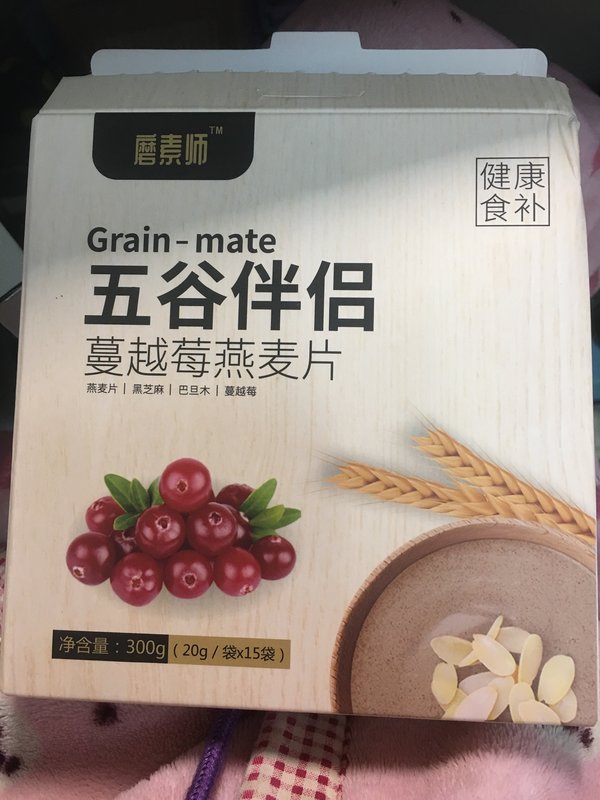 磨素师™
健康
食补
Grain-mate
五谷伴侣
蔓越莓燕麦片
燕麦片 | 黑芝麻 | 巴旦木 | 蔓越莓
净含量：300g（20g / 袋x15袋）